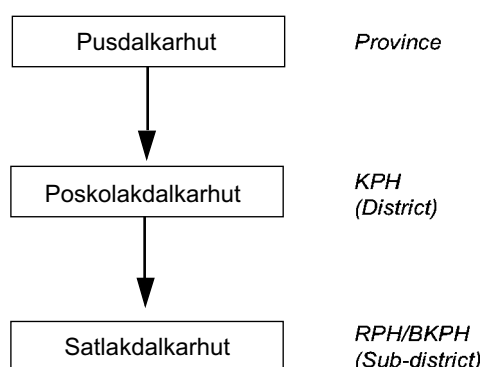 Pusdalkarhut
Province
Poskolakdalkarhut
KPH
(District)
Satlakdalkarhut
RPH/BKPH
(Sub-district)